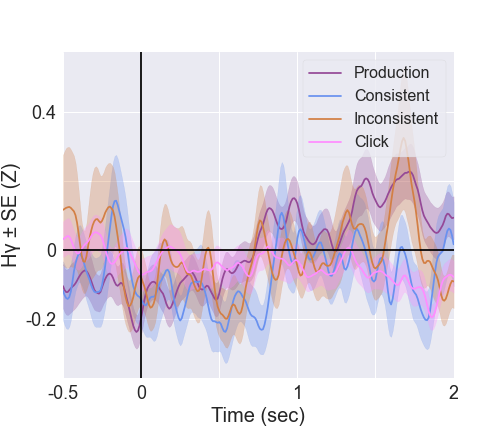 Production
Consistent
Inconsistent
Click
0.4
0
-0.2
Hγ ± SE (Z)
-0.5 0 1 2
Time (sec)